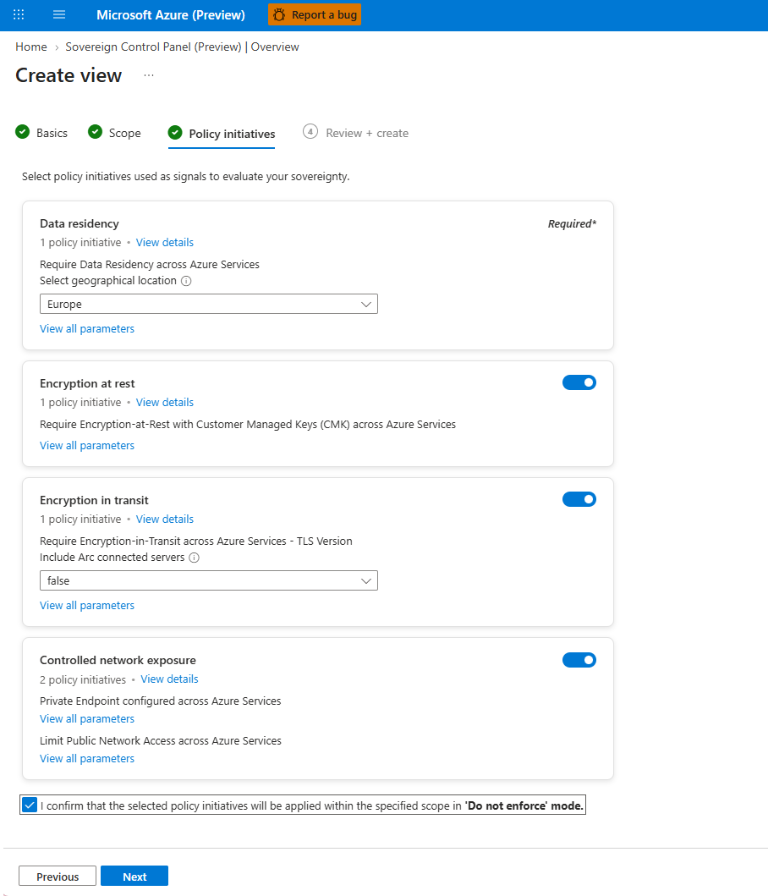 Microsoft Azure (Preview) Report a bug
Home > Sovereign Control Panel (Preview) | Overview
Create view ...
Basics Scope Policy initiatives 4 Review + create
Select policy initiatives used as signals to evaluate your sovereignty.
Data residency Required*
1 policy initiative • View details
Require Data Residency across Azure Services
Select geographical location
Europe
View all parameters
Encryption at rest
1 policy initiative • View details
Require Encryption-at-Rest with Customer Managed Keys (CMK) across Azure Services
View all parameters
Encryption in transit
1 policy initiative • View details
Require Encryption-in-Transit across Azure Services - TLS Version
Include Arc connected servers
false
View all parameters
Controlled network exposure
2 policy initiatives • View details
Private Endpoint configured across Azure Services
View all parameters
Limit Public Network Access across Azure Services
View all parameters
I confirm that the selected policy initiatives will be applied within the specified scope in 'Do not enforce' mode.
Previous Next